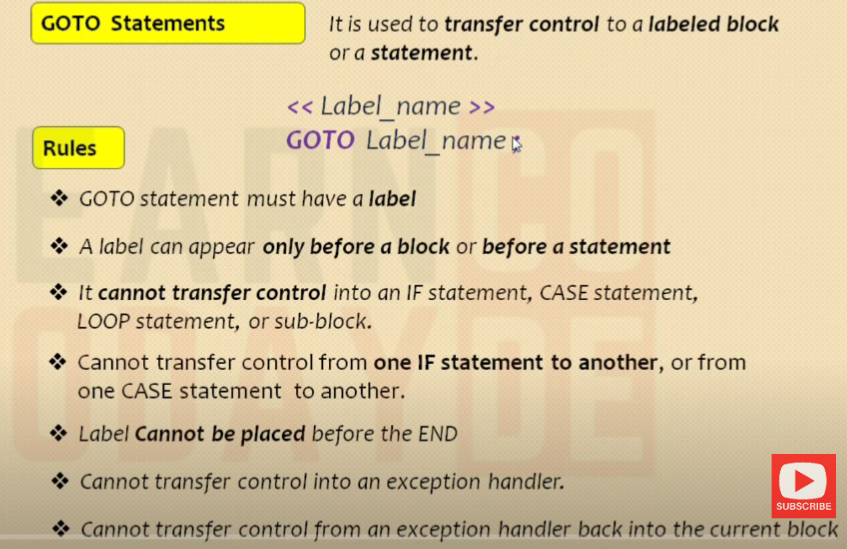 GOTO Statements
It is used to transfer control to a labeled block
or a statement.
<< Label_name >>
GOTO Label_name ;
Rules
❖ GOTO statement must have a label
❖ A label can appear only before a block or before a statement
❖ It cannot transfer control into an IF statement, CASE statement,
LOOP statement, or sub-block.
❖ Cannot transfer control from one IF statement to another, or from
one CASE statement to another.
❖ Label Cannot be placed before the END
❖ Cannot transfer control into an exception handler.
❖ Cannot transfer control from an exception handler back into the current block
EARNCO
ODAYDE
SUBSCRIBE